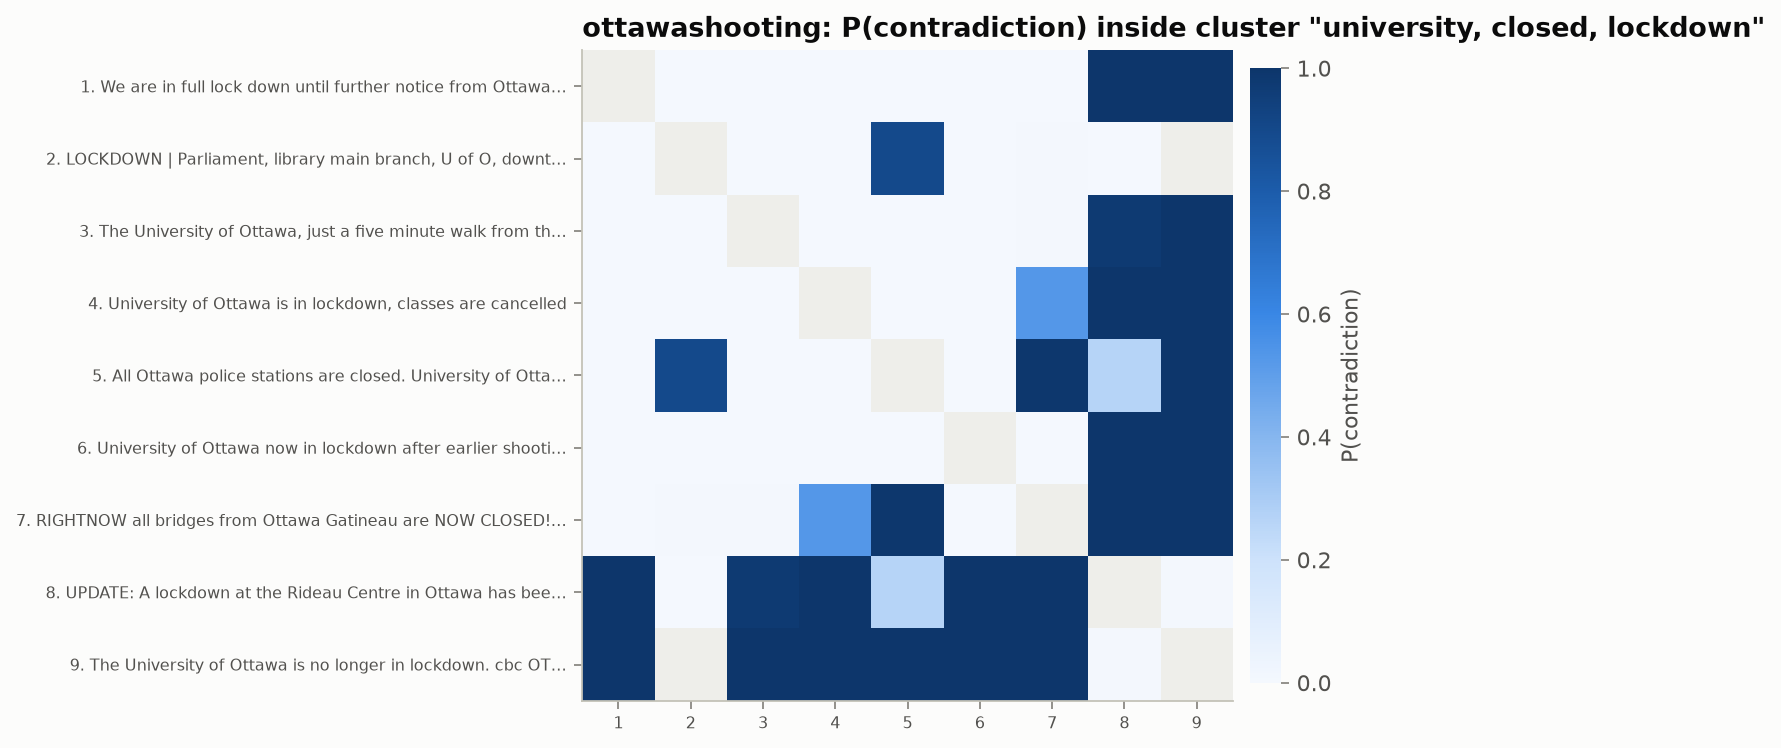 ottawashooting: P(contradiction) inside cluster "university, closed, lockdown"
1. We are in full lock down until further notice from Ottawa...
2. LOCKDOWN | Parliament, library main branch, U of O, downt...
3. The University of Ottawa, just a five minute walk from th...
4. University of Ottawa is in lockdown, classes are cancelled
5. All Ottawa police stations are closed. University of Otta...
6. University of Ottawa now in lockdown after earlier shooti...
7. RIGHTNOW all bridges from Ottawa Gatineau are NOW CLOSED!...
8. UPDATE: A lockdown at the Rideau Centre in Ottawa has bee...
9. The University of Ottawa is no longer in lockdown. cbc OT...
1 2 3 4 5 6 7 8 9
1.0
0.8
0.6
0.4
0.2
0.0
P(contradiction)